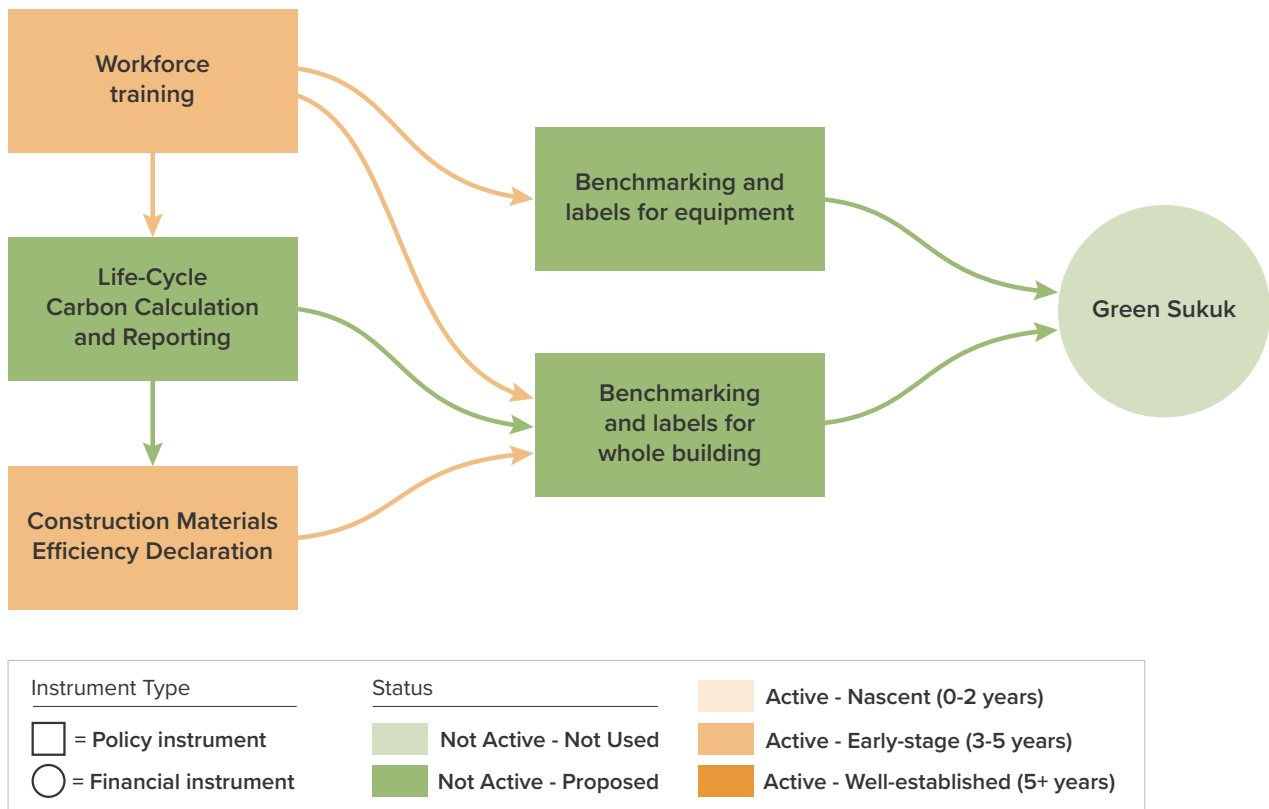 Workforce
training
Life-Cycle
Carbon Calculation
and Reporting
Construction Materials
Efficiency Declaration
Benchmarking and
labels for equipment
Benchmarking
and labels for
whole building
Green Sukuk
Instrument Type
= Policy instrument
= Financial instrument
Status
Not Active - Not Used
Not Active - Proposed
Active - Nascent (0-2 years)
Active - Early-stage (3-5 years)
Active - Well-established (5+ years)